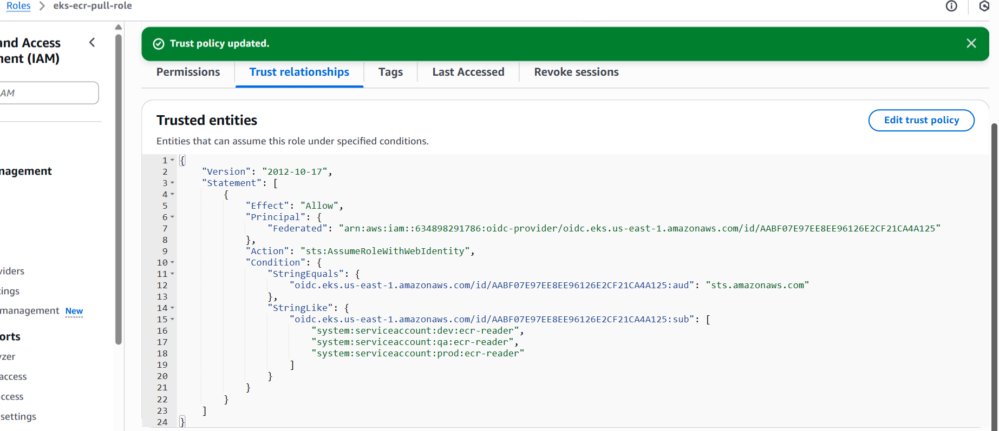 Roles > eks-ecr-pull-role
and Access
ment (IAM)
AM
nagement
viders
tings
management New
orts
yzer
access
ccess
settings
Trust policy updated.
Permissions
Trust relationships
Tags
Last Accessed
Revoke sessions
Trusted entities
Edit trust policy
Entities that can assume this role under specified conditions.
1 {
2 "Version": "2012-10-17",
3 "Statement": [
4 {
5 "Effect": "Allow",
6 "Principal": {
7 "Federated": "arn:aws:iam::634898291786:oidc-provider/oidc.eks.us-east-1.amazonaws.com/id/AABF07E97EE8EE96126E2CF21CA4A125"
8 },
9 "Action": "sts:AssumeRoleWithWebIdentity",
10 "Condition": {
11 "StringEquals": {
12 "oidc.eks.us-east-1.amazonaws.com/id/AABF07E97EE8EE96126E2CF21CA4A125:aud": "sts.amazonaws.com"
13 },
14 "StringLike": {
15 "oidc.eks.us-east-1.amazonaws.com/id/AABF07E97EE8EE96126E2CF21CA4A125:sub": [
16 "system:serviceaccount:dev:ecr-reader",
17 "system:serviceaccount:qa:ecr-reader",
18 "system:serviceaccount:prod:ecr-reader"
19 ]
20 }
21 }
22 }
23 ]
24 }